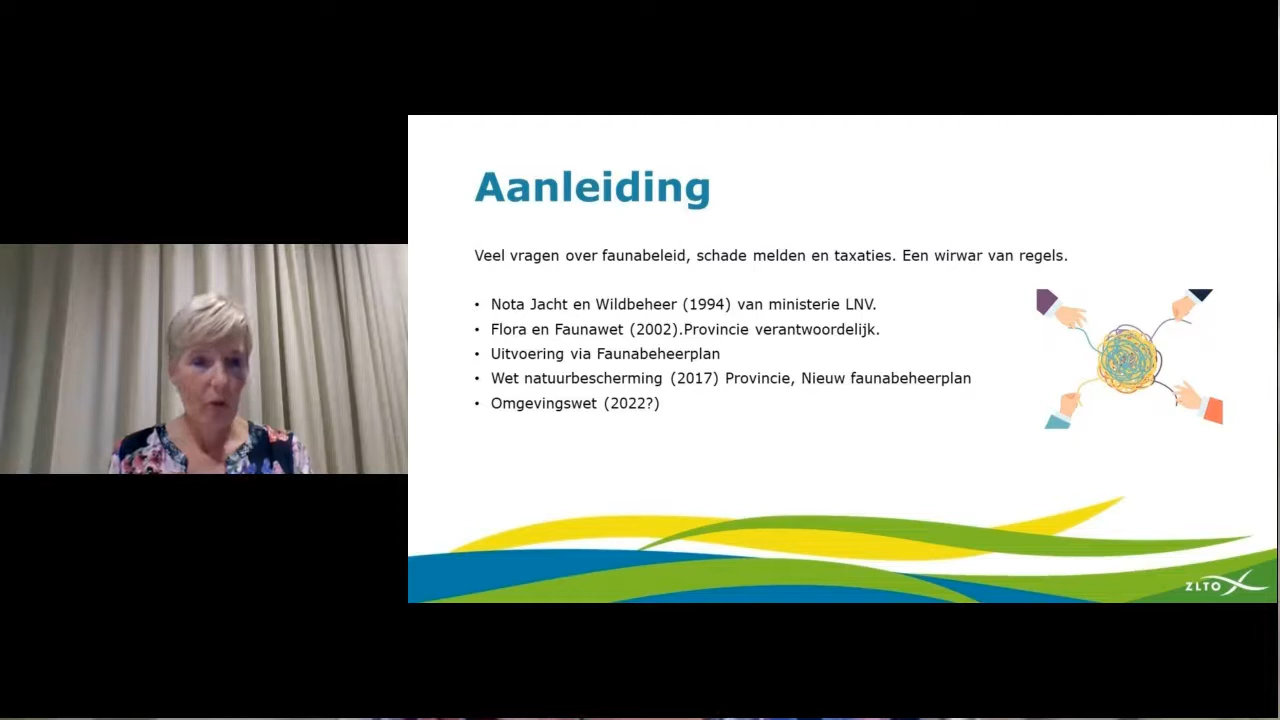 Aanleiding
Veel vragen over faunabeleid, schade melden en taxaties. Een wirwar van regels.
• Nota Jacht en Wildbeheer (1994) van ministerie LNV.
• Flora en Faunawet (2002).Provincie verantwoordelijk.
• Uitvoering via Faunabeheerplan
• Wet natuurbescherming (2017) Provincie, Nieuw faunabeheerplan
• Omgevingswet (2022?)
ZLTO